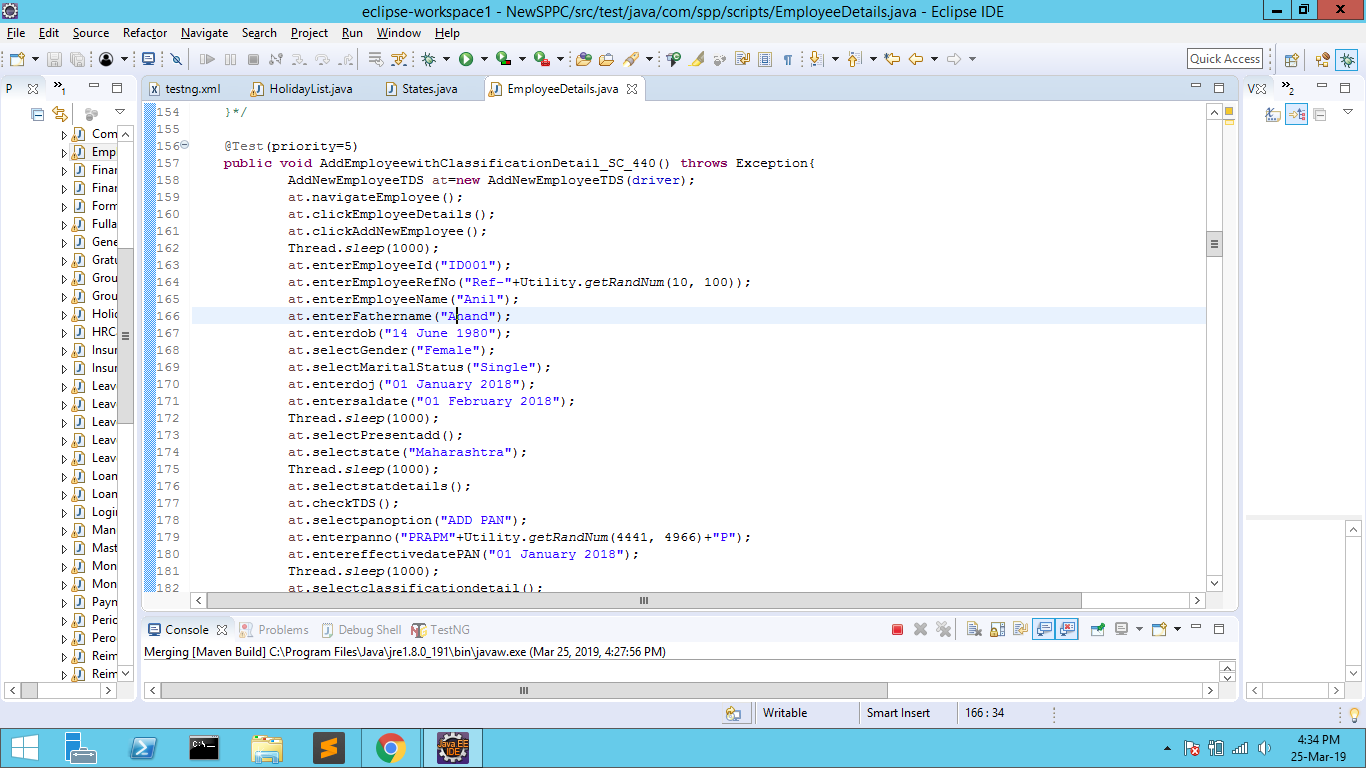 eclipse-workspace1 - NewSPPC/src/test/java/com/spp/scripts/EmployeeDetails.java - Eclipse IDE
File Edit Source Refactor Navigate Search Project Run Window Help
Quick Access
P 1 testng.xml HolidayList.java States.java EmployeeDetails.java 2
Com
Emp
Finar
Finar
Form
Fulla
Gene
Gratu
Grou
Grou
Holid
HRC
Insur
Insur
Leave
Leave
Leave
Leave
Leave
Loan
Loan
Login
Man
Mast
Mon
Mon
Payn
Peric
Pero
Reim
Reim
154 }*/
155
156 @Test(priority=5)
157 public void AddEmployeewithClassificationDetail_SC_440() throws Exception{
158 AddNewEmployeeTDS at=new AddNewEmployeeTDS(driver);
159 at.navigateEmployee();
160 at.clickEmployeeDetails();
161 at.clickAddNewEmployee();
162 Thread.sleep(1000);
163 at.enterEmployeeId("ID001");
164 at.enterEmployeeRefNo("Ref-"+Utility.getRandNum(10, 100));
165 at.enterEmployeeName("Anil");
166 at.enterFathername("Anand");
167 at.enterdob("14 June 1980");
168 at.selectGender("Female");
169 at.selectMaritalStatus("Single");
170 at.enterdoj("01 January 2018");
171 at.entersaldate("01 February 2018");
172 Thread.sleep(1000);
173 at.selectPresentadd();
174 at.selectstate("Maharashtra");
175 Thread.sleep(1000);
176 at.selectstatdetails();
177 at.checkTDS();
178 at.selectpanoption("ADD PAN");
179 at.enterpanno("PRAPM"+Utility.getRandNum(4441, 4966)+"P");
180 at.entereffectivedatePAN("01 January 2018");
181 Thread.sleep(1000);
182 at.selectclassificationdetail();
Console Problems Debug Shell TestNG
Merging [Maven Build] C:\Program Files\Java\jre1.8.0_191\bin\javaw.exe (Mar 25, 2019, 4:27:56 PM)
Writable Smart Insert 166 : 34
Java EE
IDE
4:34 PM
25-Mar-19